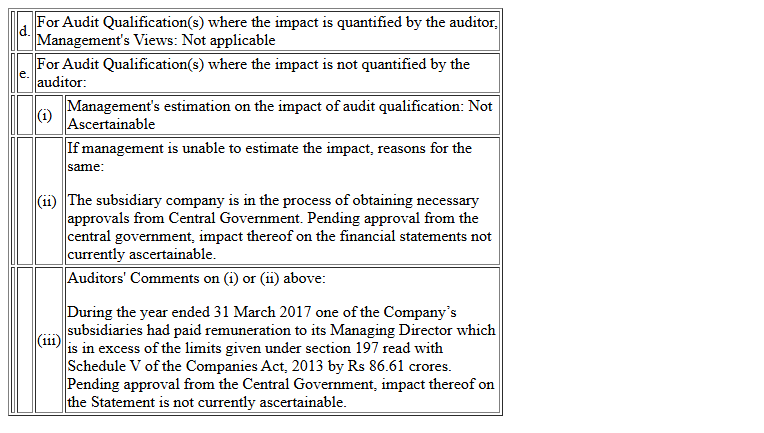 d. For Audit Qualification(s) where the impact is quantified by the auditor,
Management's Views: Not applicable
e. For Audit Qualification(s) where the impact is not quantified by the
auditor:
(i) Management's estimation on the impact of audit qualification: Not
Ascertainable
If management is unable to estimate the impact, reasons for the
same:
(ii) The subsidiary company is in the process of obtaining necessary
approvals from Central Government. Pending approval from the
central government, impact thereof on the financial statements not
currently ascertainable.
Auditors' Comments on (i) or (ii) above:
During the year ended 31 March 2017 one of the Company’s
subsidiaries had paid remuneration to its Managing Director which
(iii) is in excess of the limits given under section 197 read with
Schedule V of the Companies Act, 2013 by Rs 86.61 crores.
Pending approval from the Central Government, impact thereof on
the Statement is not currently ascertainable.